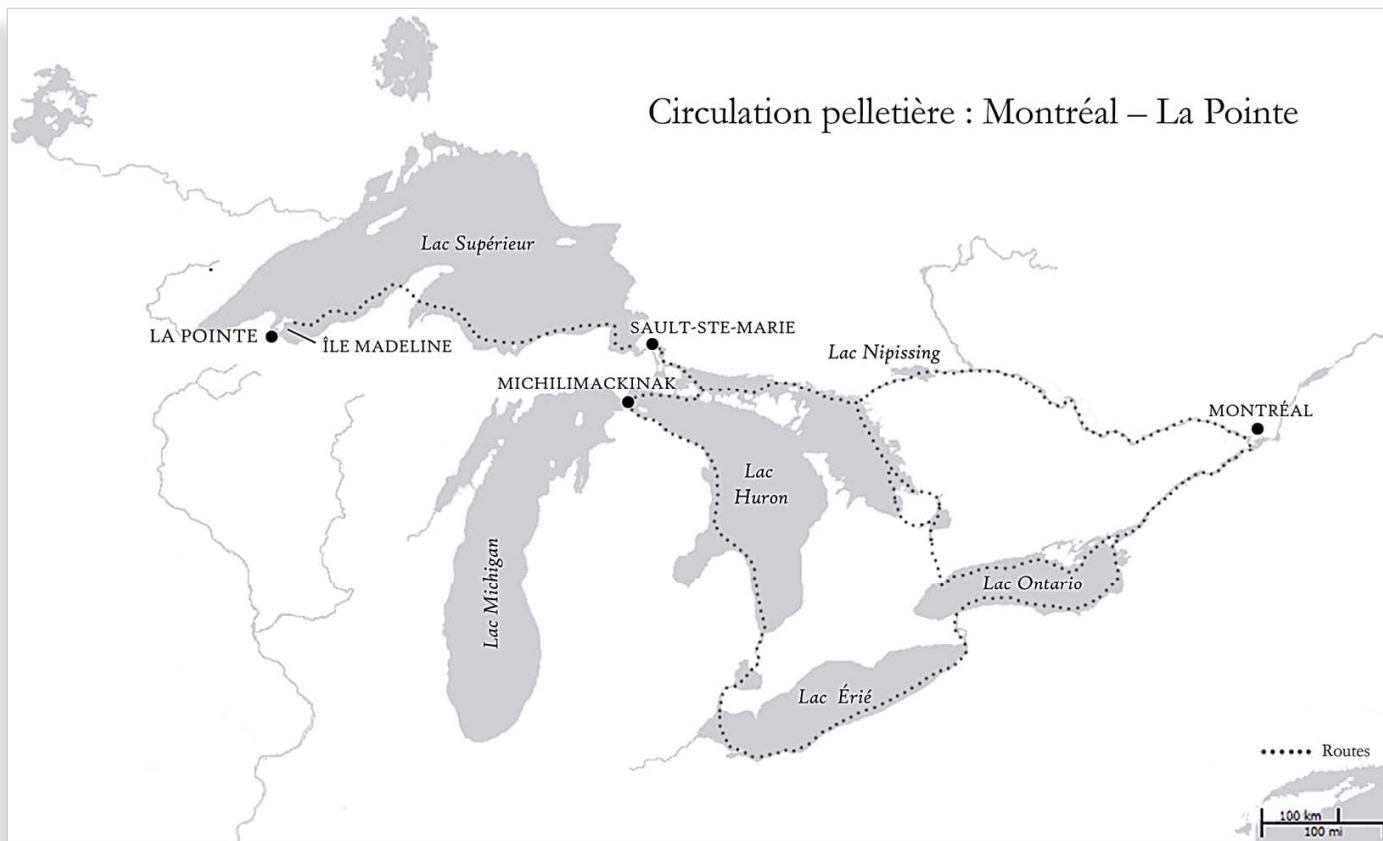 Circulation pelletière : Montréal – La Pointe
Lac Supérieur
LA POINTE
ÎLE MADELINE
SAULT-STE-MARIE
Lac Nipissing
MICHILIMACKINAK
MONTRÉAL
Lac
Huron
Lac Michigan
Lac Ontario
Lac Érié
Routes
100 km
100 mi